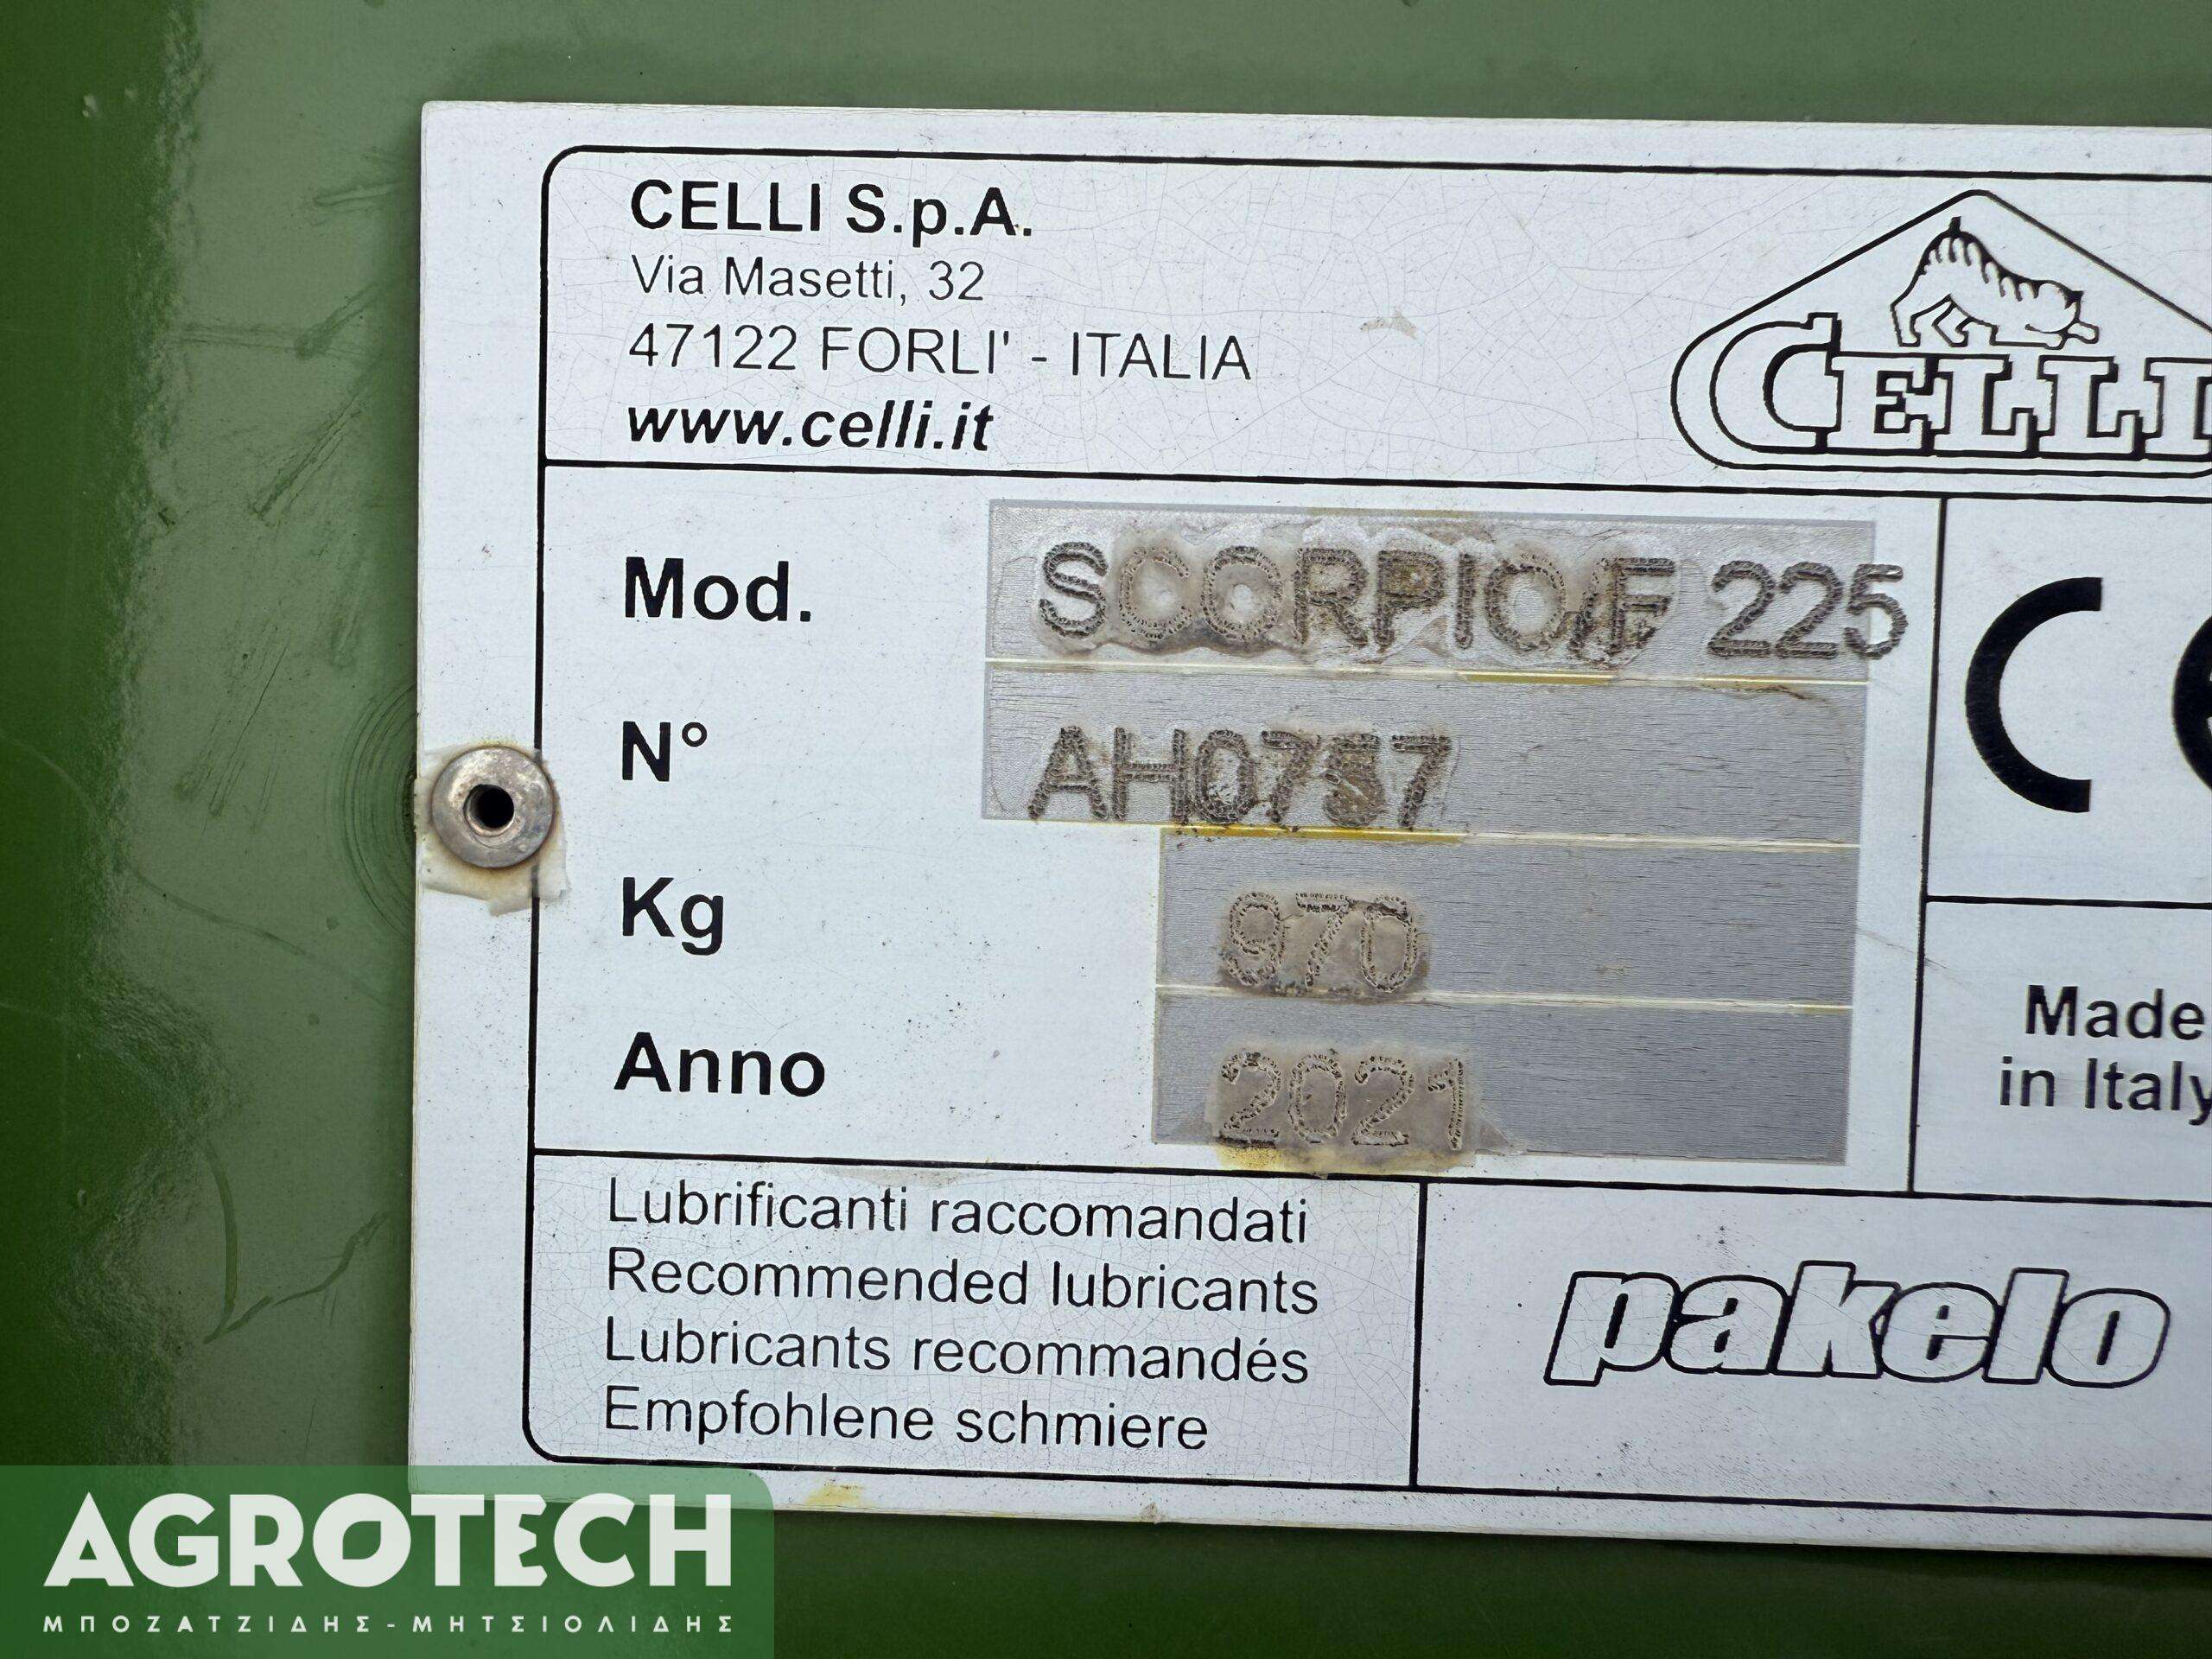 CELLI S.p.A.
Via Masetti, 32
47122 FORLI' - ITALIA
www.celli.it
CELLI
Mod. SCORPIO/F 225
N° AH0757
Kg 970
Anno 2021
Made
in Italy
Lubrificanti raccomandati
Recommended lubricants
Lubricants recommandés
Empfohlene schmiere
pakelo
AGROTECH
ΜΠΟΖΑΤΖΙΔΗΣ-ΜΗΤΣΙΟΛΙΔΗΣ